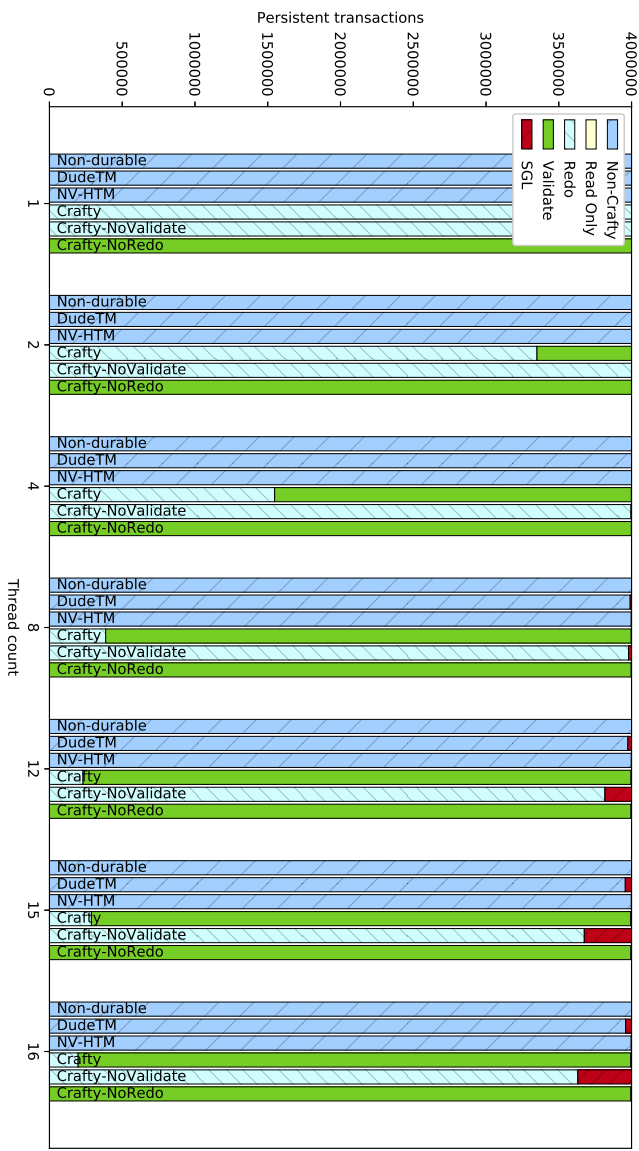 Persistent transactions
4000000
3500000
3000000
2500000
2000000
1500000
1000000
500000
0
Non-Crafty
Read Only
Redo
Validate
SGL
Non-durable
DudeTM
NV-HTM
Crafty
Crafty-NoValidate
Crafty-NoRedo
1
Non-durable
DudeTM
NV-HTM
Crafty
Crafty-NoValidate
Crafty-NoRedo
2
Non-durable
DudeTM
NV-HTM
Crafty
Crafty-NoValidate
Crafty-NoRedo
4
Non-durable
DudeTM
NV-HTM
Crafty
Crafty-NoValidate
Crafty-NoRedo
8
Non-durable
DudeTM
NV-HTM
Crafty
Crafty-NoValidate
Crafty-NoRedo
12
Non-durable
DudeTM
NV-HTM
Crafty
Crafty-NoValidate
Crafty-NoRedo
15
Non-durable
DudeTM
NV-HTM
Crafty
Crafty-NoValidate
Crafty-NoRedo
16
Thread count